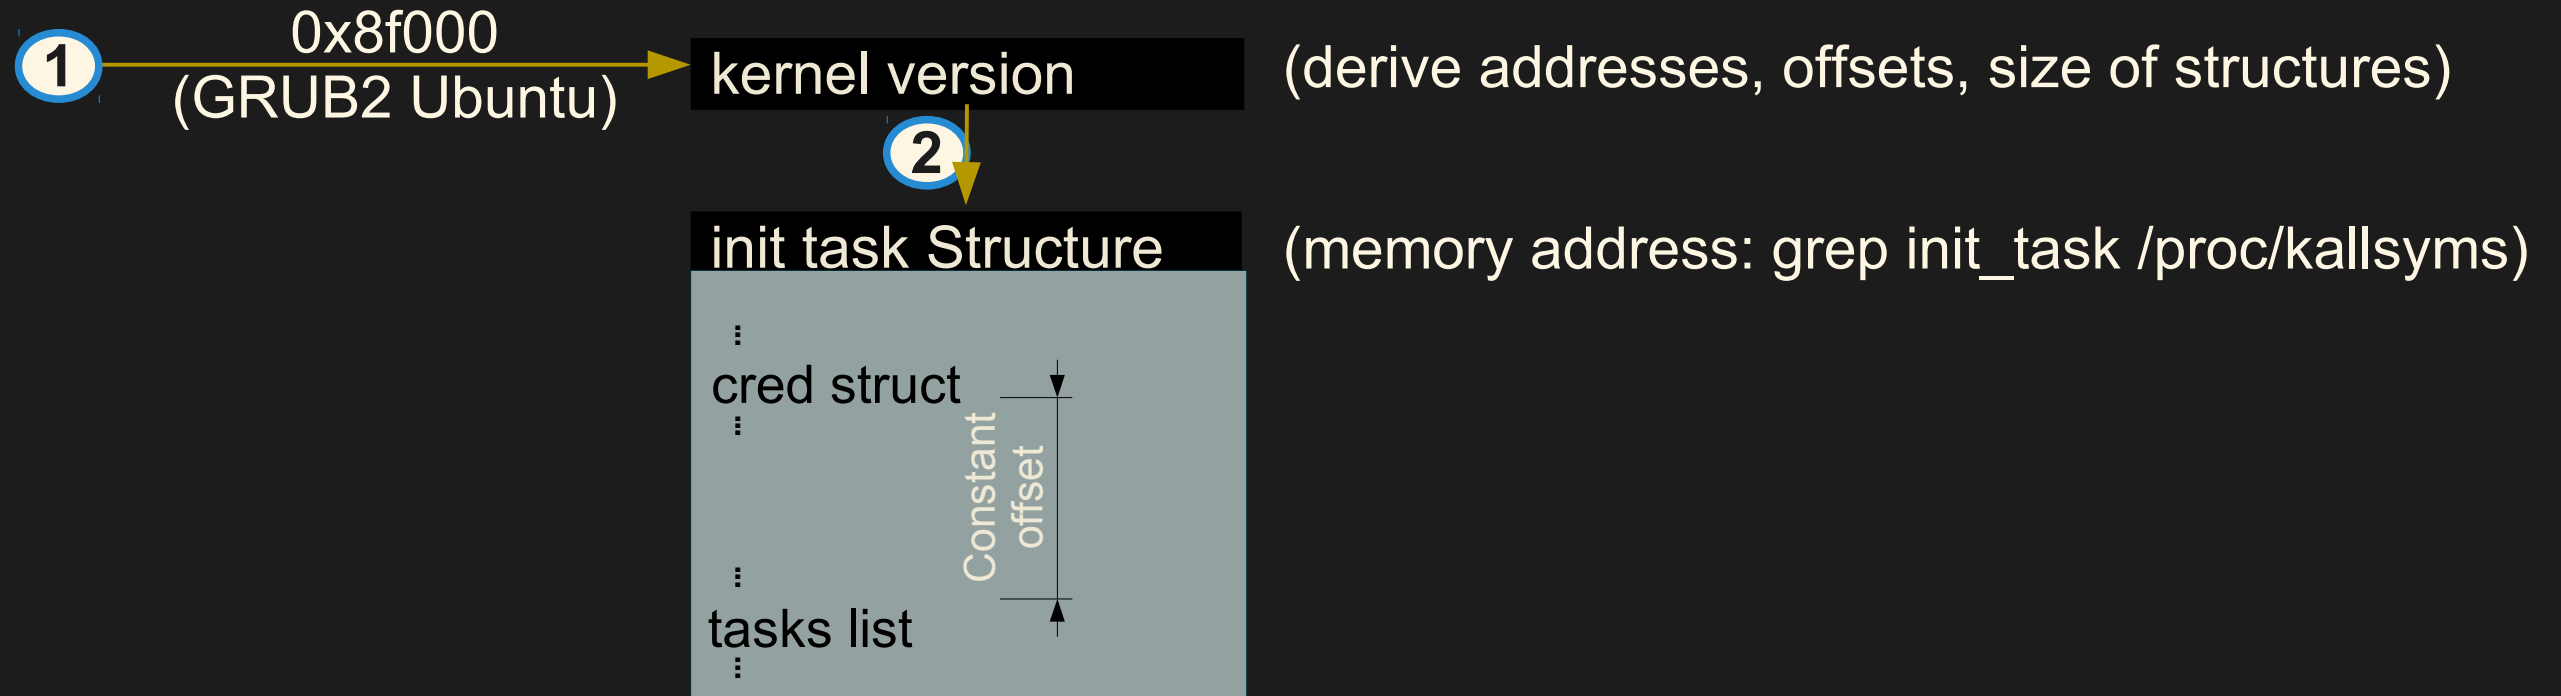 1
0x8f000
(GRUB2 Ubuntu)
kernel version
(derive addresses, offsets, size of structures)
2
init task Structure
(memory address: grep init_task /proc/kallsyms)
...
cred struct
...
Constant
offset
...
tasks list
...